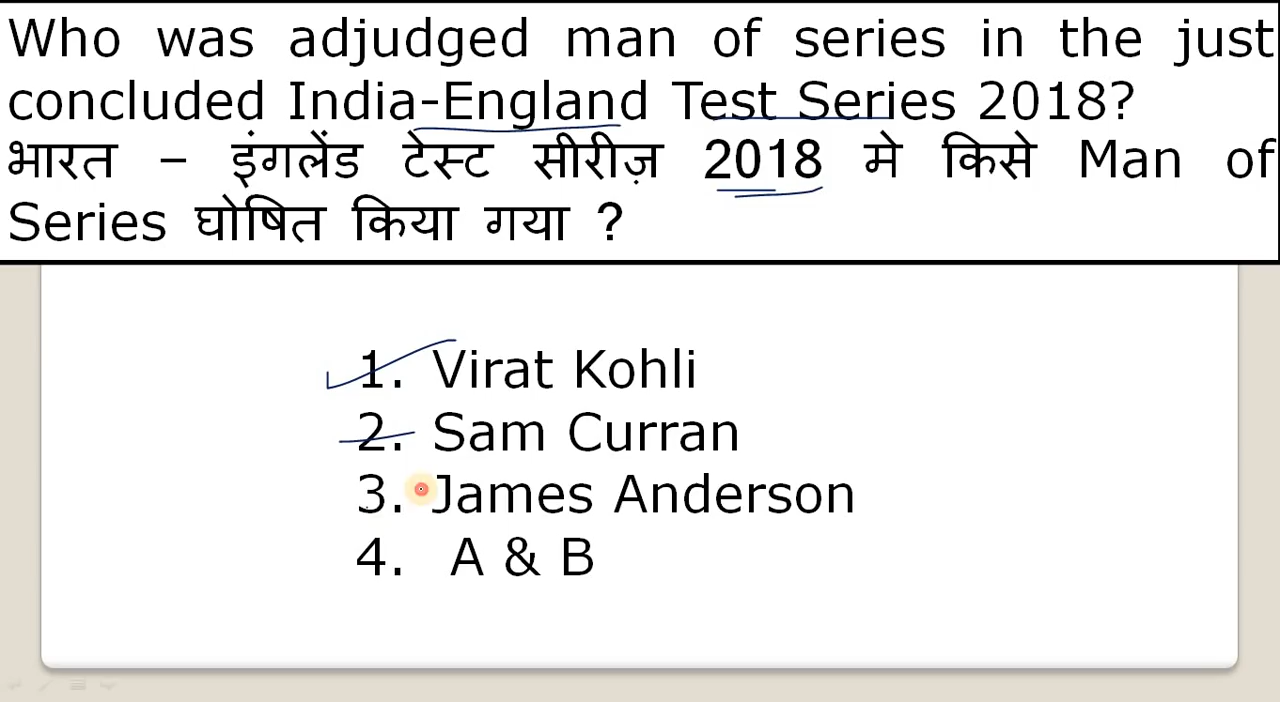 Who was adjudged man of series in the just
concluded India-England Test Series 2018?
भारत – इंगलेंड टेस्ट सीरीज़ 2018 मे किसे Man of
Series घोषित किया गया ?
1. Virat Kohli
2. Sam Curran
3. James Anderson
4. A & B